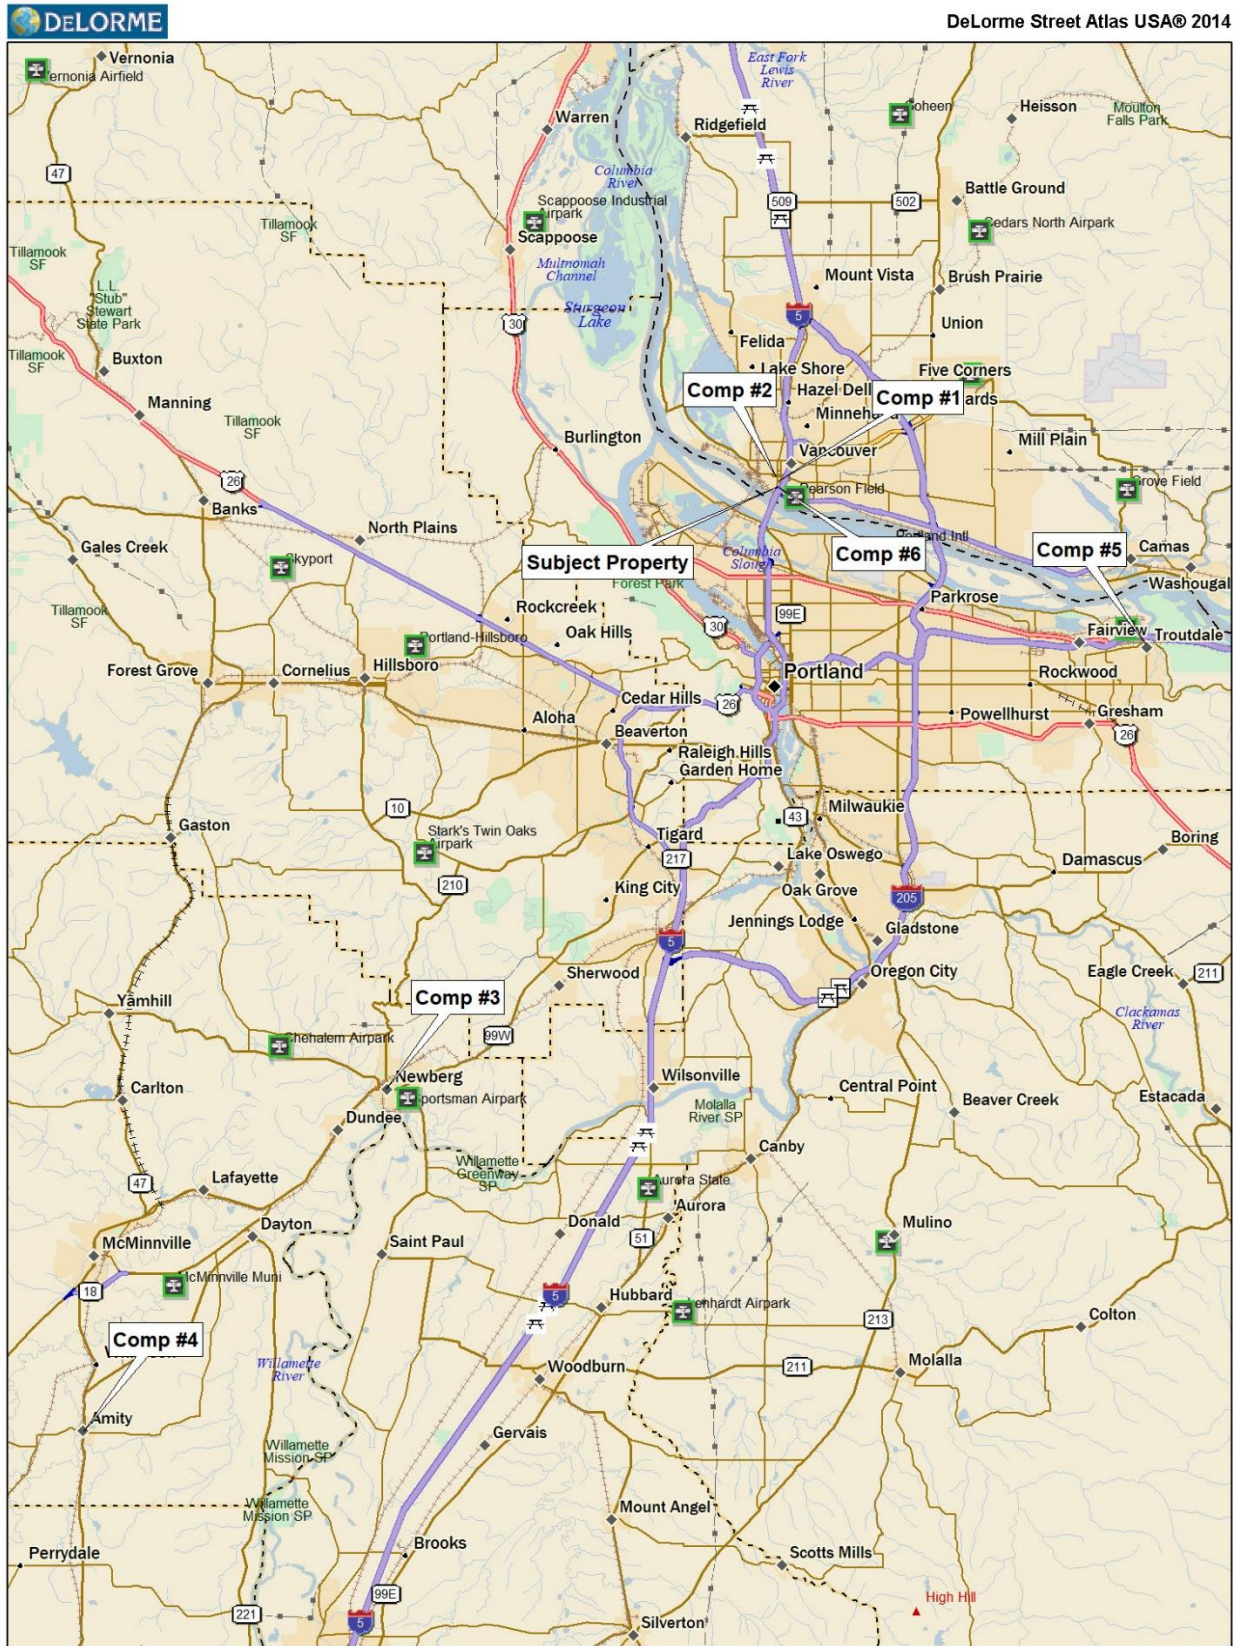 DELORME
DeLorme Street Atlas USA® 2014
Vernonia
Vernonia Airfield
47
East Fork
Lewis
River
Warren
Ridgefield
Heisson
Moulton
Falls Park
Columbia
River
Battle Ground
509
502
Scappoose Industrial
Airpark
Tillamook
SF
Cedars North Airpark
Scappoose
Tillamook
SF
Multnomah
Channel
Mount Vista
Brush Prairie
L.L.
"Stub"
Stewart
State Park
Sturgeon
Lake
5
30
Union
Felida
Tillamook
SF
Buxton
Lake Shore
Five Corners
Comp #2
Hazel Dell
Comp #1
Manning
Tillamook
SF
Burlington
Mill Plain
Vancouver
26
Pearson Field
Grove Field
Banks
North Plains
Portland Intl
Gales Creek
Skyport
Subject Property
Columbia
Slough
Comp #6
Comp #5
Camas
Washougal
Forest Park
Tillamook
SF
Rockcreek
Parkrose
99E
30
Oak Hills
Portland-Hillsboro
Fairview
Troutdale
Forest Grove
Cornelius
Hillsboro
Portland
Rockwood
Cedar Hills
26
Aloha
Powellhurst
Gresham
26
Beaverton
Raleigh Hills
Garden Home
10
43
Milwaukie
Gaston
Stark's Twin Oaks
Airpark
Tigard
217
Lake Oswego
Damascus
Boring
210
King City
Oak Grove
205
Jennings Lodge
Gladstone
5
Sherwood
Oregon City
Eagle Creek
211
Yamhill
Comp #3
Clackamas
River
Chehalem Airpark
99W
Newberg
Wilsonville
Carlton
Sportsman Airpark
Central Point
Beaver Creek
Estacada
Molalla
River SP
Dundee
Canby
Willamette
Greenway
SP
47
Lafayette
Aurora State
Dayton
Donald
Aurora
Mulino
McMinnville
Saint Paul
51
McMinnville Muni
18
5
Hubbard
Lenhardt Airpark
213
Colton
Comp #4
Willamette
River
Woodburn
211
Molalla
Amity
Gervais
Willamette
Mission SP
Willamette
Mission SP
Mount Angel
Brooks
Perrydale
Scotts Mills
99E
High Hill
221
5
Silverton